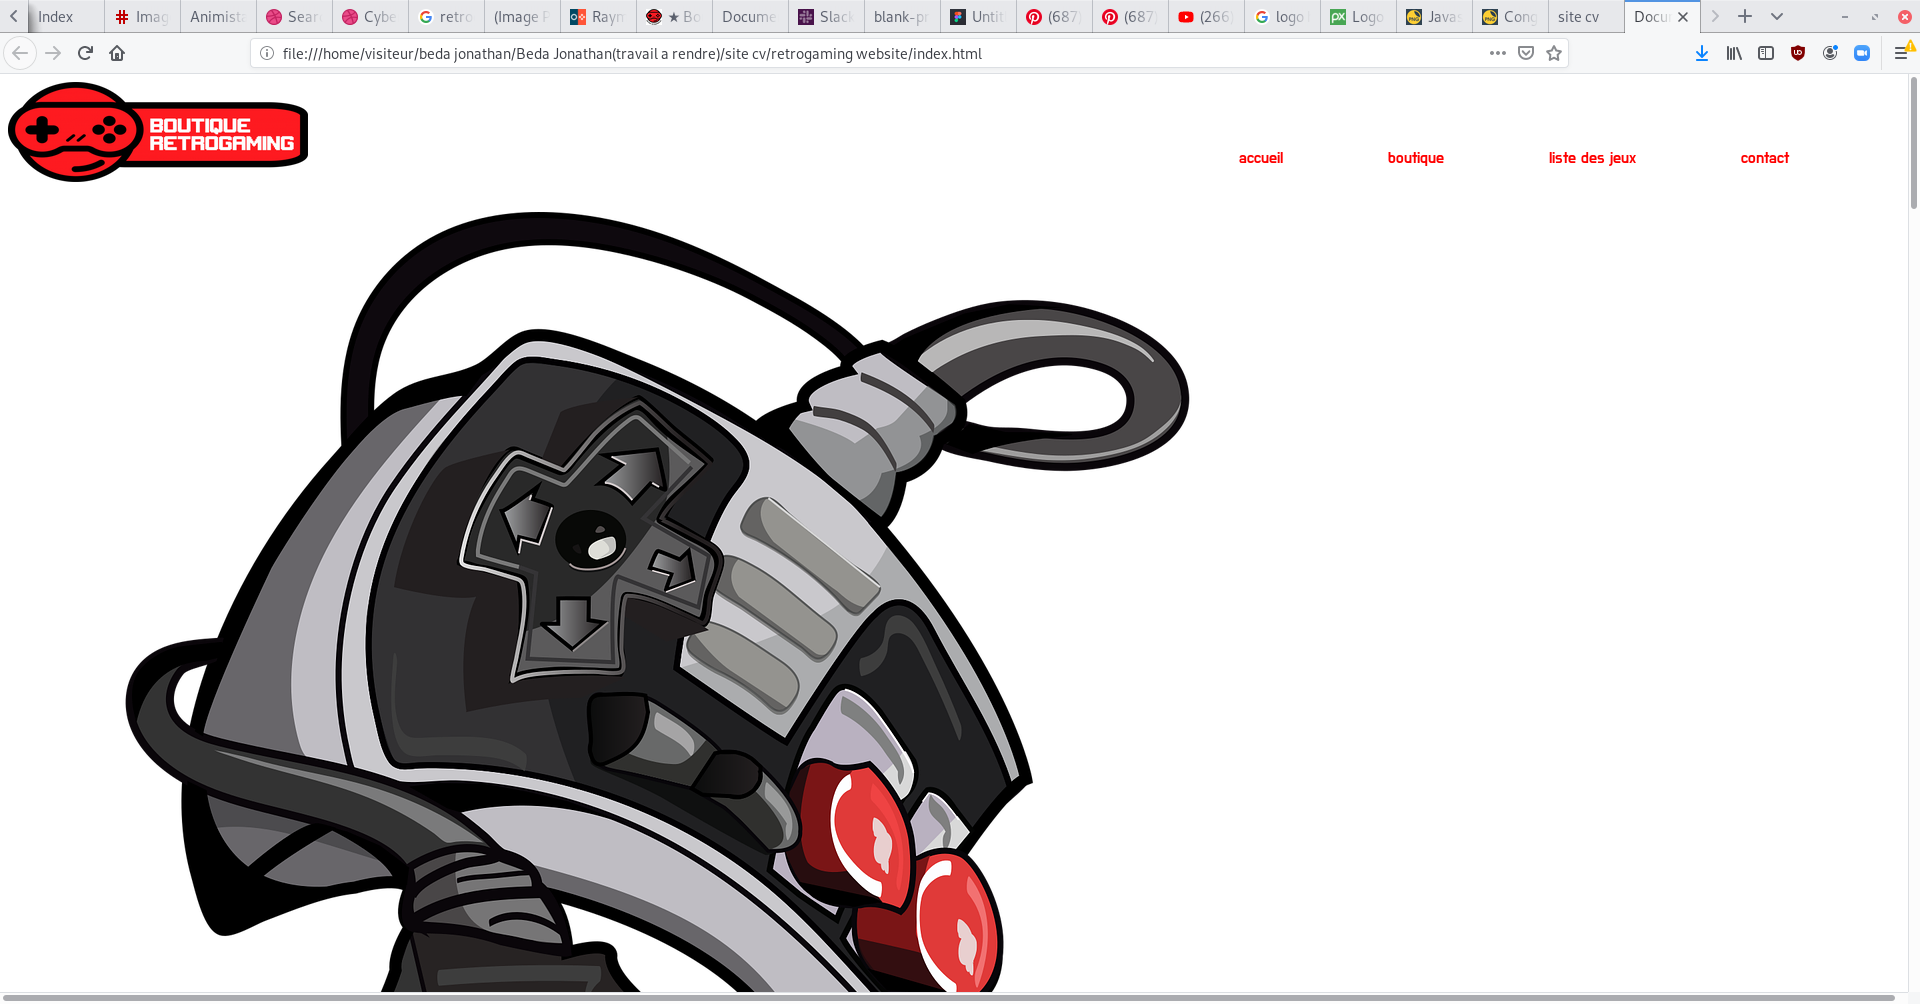 Index Imag Animista Sear Cybe retro (Image P Raym ★ Bo Docume Slack blank-pr Untit (687) (687) (266) logo Logo Javas Cong site cv Docu
file:///home/visiteur/beda jonathan/Beda Jonathan(travail a rendre)/site cv/retrogaming website/index.html
BOUTIQUE
RETROGAMING
accueil boutique liste des jeux contact